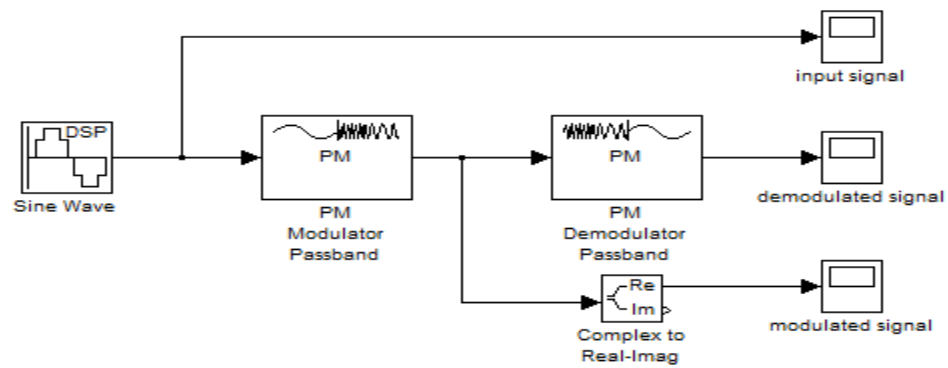 input signal
DSP
Sine Wave
PM
PM
Modulator
Passband
PM
PM
Demodulator
Passband
demodulated signal
Re
Im
Complex to
Real-Imag
modulated signal